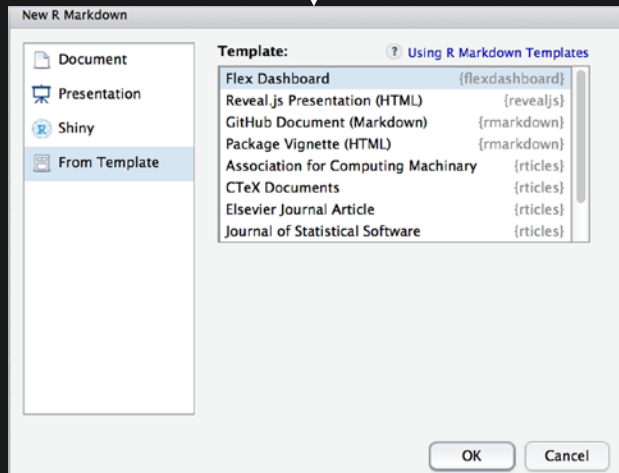 New R Markdown
Document
Presentation
Shiny
From Template
Template:
? Using R Markdown Templates
Flex Dashboard {flexdashboard}
Reveal.js Presentation (HTML) {revealjs}
GitHub Document (Markdown) {rmarkdown}
Package Vignette (HTML) {rmarkdown}
Association for Computing Machinary {rticles}
CTeX Documents {rticles}
Elsevier Journal Article {rticles}
Journal of Statistical Software {rticles}
OK
Cancel